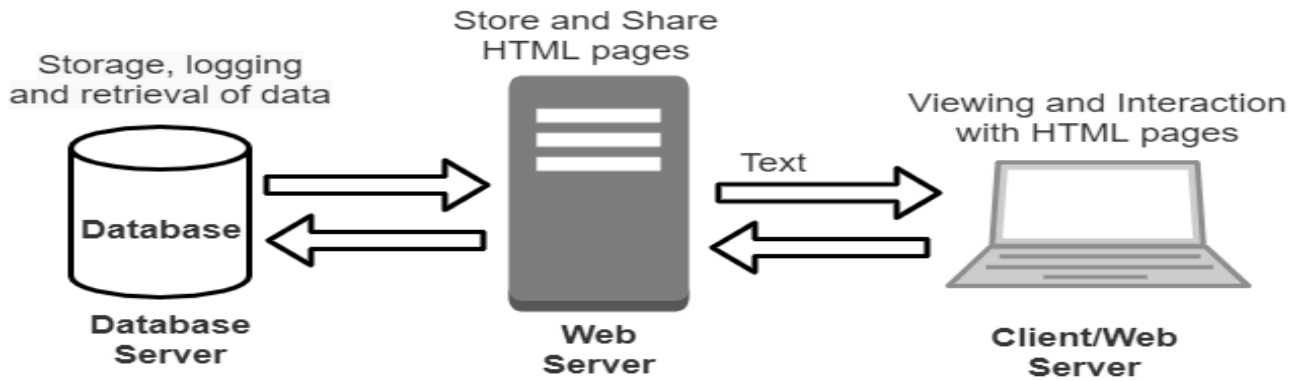 Storage, logging
and retrieval of data
Database
Database
Server
Store and Share
HTML pages
Web
Server
Text
Viewing and Interaction
with HTML pages
Client/Web
Server